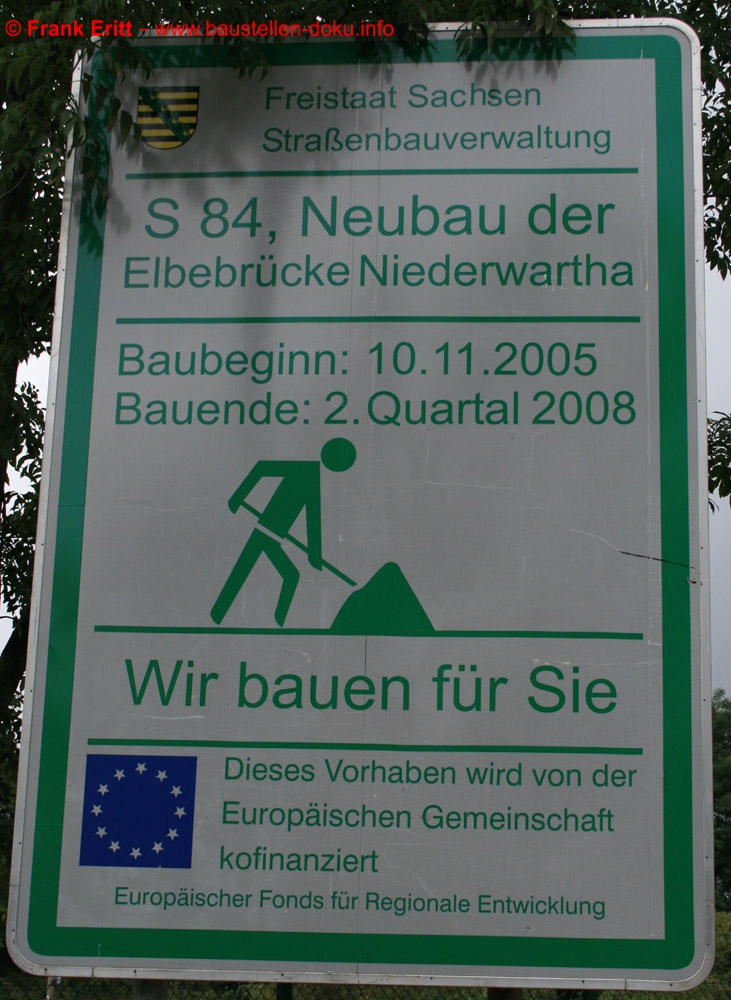 © Frank Eritt – www.baustellen-doku.info
Freistaat Sachsen
Straßenbauverwaltung
S 84, Neubau der
Elbebrücke Niederwartha
Baubeginn: 10.11.2005
Bauende: 2. Quartal 2008
Wir bauen für Sie
Dieses Vorhaben wird von der
Europäischen Gemeinschaft
kofinanziert
Europäischer Fonds für Regionale Entwicklung